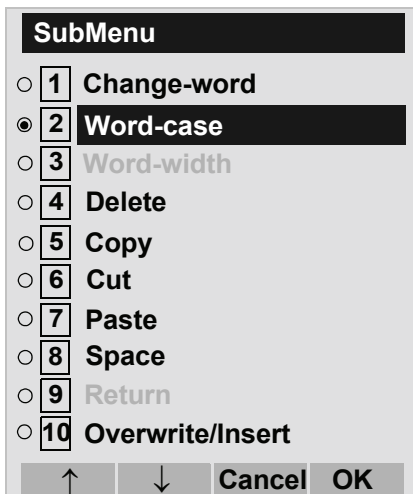 SubMenu
1 Change-word
2 Word-case
3 Word-width
4 Delete
5 Copy
6 Cut
7 Paste
8 Space
9 Return
10 Overwrite/Insert
↑ ↓ Cancel OK